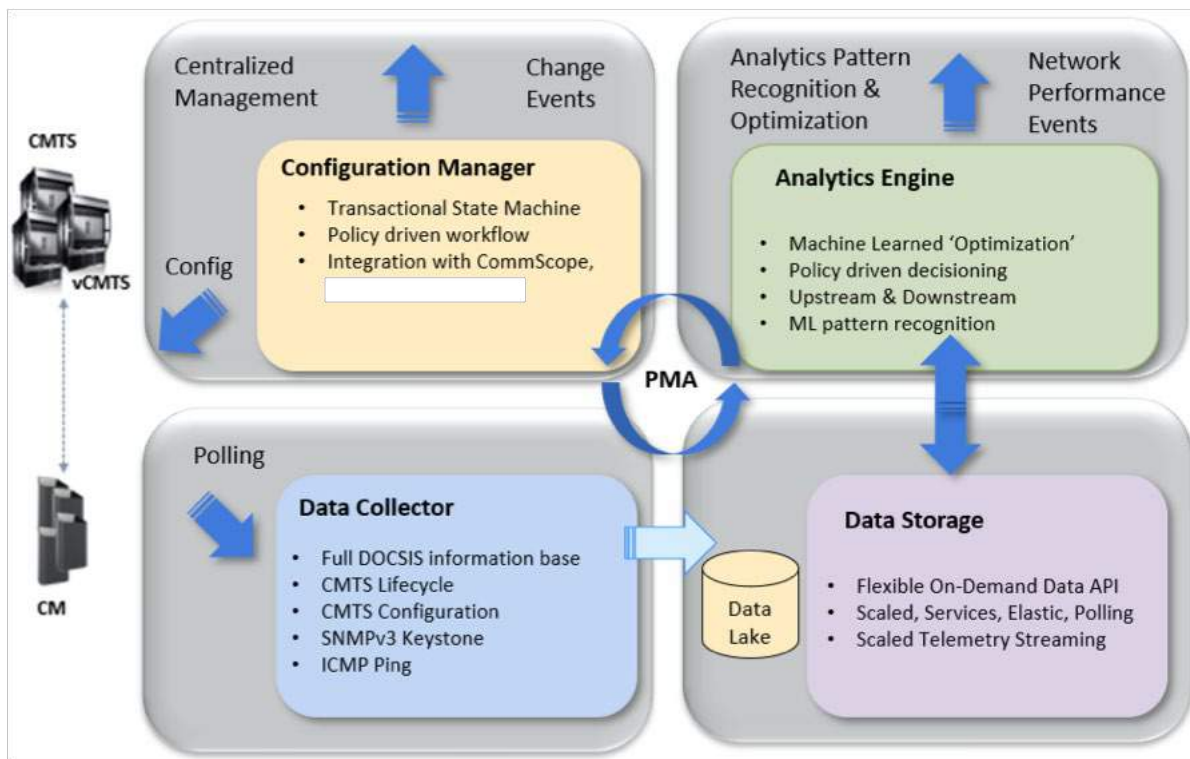 CMTS
vCMTS
CM
Centralized
Management
Change
Events
Config
Configuration Manager
• Transactional State Machine
• Policy driven workflow
• Integration with CommScope,
Analytics Pattern
Recognition &
Optimization
Network
Performance
Events
Analytics Engine
• Machine Learned ‘Optimization’
• Policy driven decisioning
• Upstream & Downstream
• ML pattern recognition
PMA
Polling
Data Collector
• Full DOCSIS information base
• CMTS Lifecycle
• CMTS Configuration
• SNMPv3 Keystone
• ICMP Ping
Data
Lake
Data Storage
• Flexible On-Demand Data API
• Scaled, Services, Elastic, Polling
• Scaled Telemetry Streaming